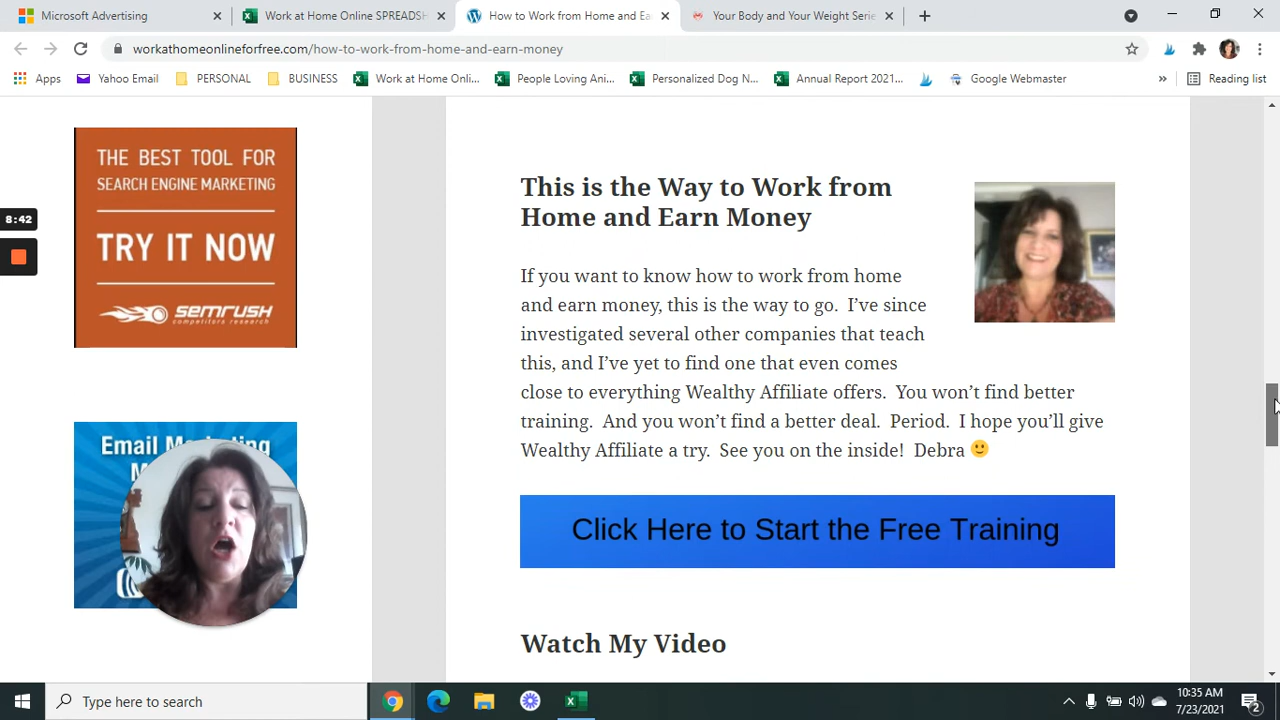 Microsoft Advertising
Work at Home Online SPREADSH
How to Work from Home and Ea
Your Body and Your Weight Serie
workathomeonlineforfree.com/how-to-work-from-home-and-earn-money
Apps
Yahoo Email
PERSONAL
BUSINESS
Work at Home Onli...
People Loving Ani...
Personalized Dog N...
Annual Report 2021...
Google Webmaster
»
Reading list
THE BEST TOOL FOR
SEARCH ENGINE MARKETING
TRY IT NOW
SEMRUSH
competitors research
8:42
Email Marketing
This is the Way to Work from
Home and Earn Money
If you want to know how to work from home
and earn money, this is the way to go. I've since
investigated several other companies that teach
this, and I've yet to find one that even comes
close to everything Wealthy Affiliate offers. You won't find better
training. And you won't find a better deal. Period. I hope you'll give
Wealthy Affiliate a try. See you on the inside! Debra 🙂
Click Here to Start the Free Training
Watch My Video
Type here to search
10:35 AM
7/23/2021
2